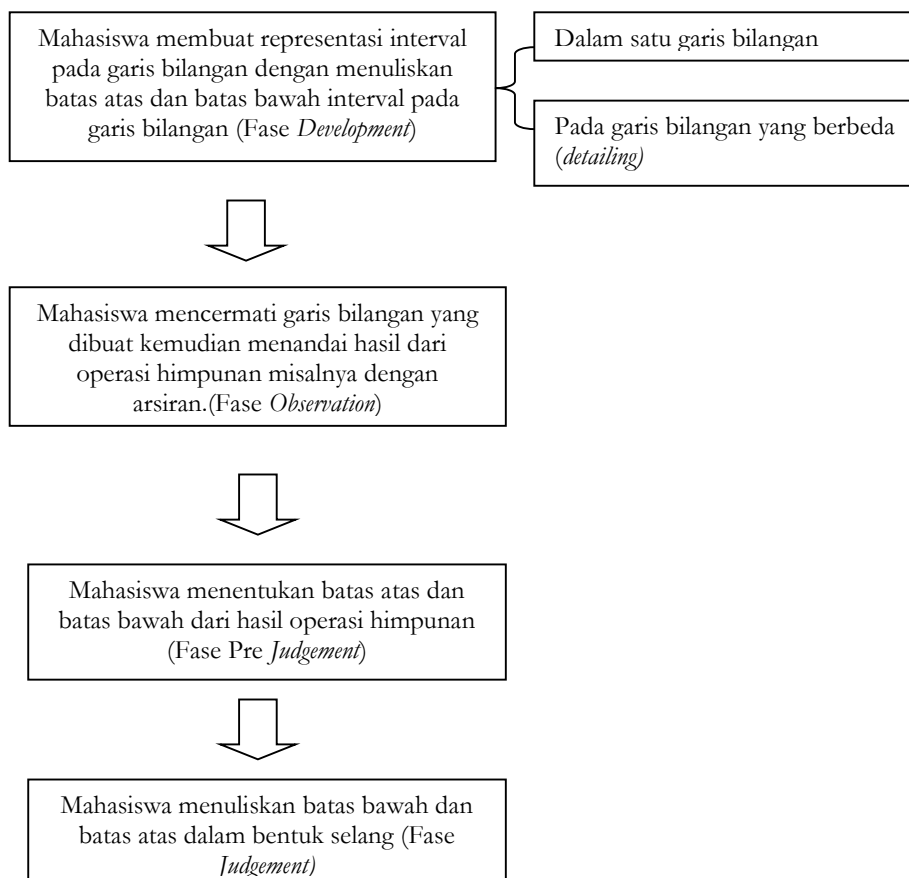 Mahasiswa membuat representasi interval
pada garis bilangan dengan menuliskan
batas atas dan batas bawah interval pada
garis bilangan (Fase Development)
Dalam satu garis bilangan
Pada garis bilangan yang berbeda
(detailing)
Mahasiswa mencermati garis bilangan yang
dibuat kemudian menandai hasil dari
operasi himpunan misalnya dengan
arsiran.(Fase Observation)
Mahasiswa menentukan batas atas dan
batas bawah dari hasil operasi himpunan
(Fase Pre Judgement)
Mahasiswa menuliskan batas bawah dan
batas atas dalam bentuk selang (Fase
Judgement)